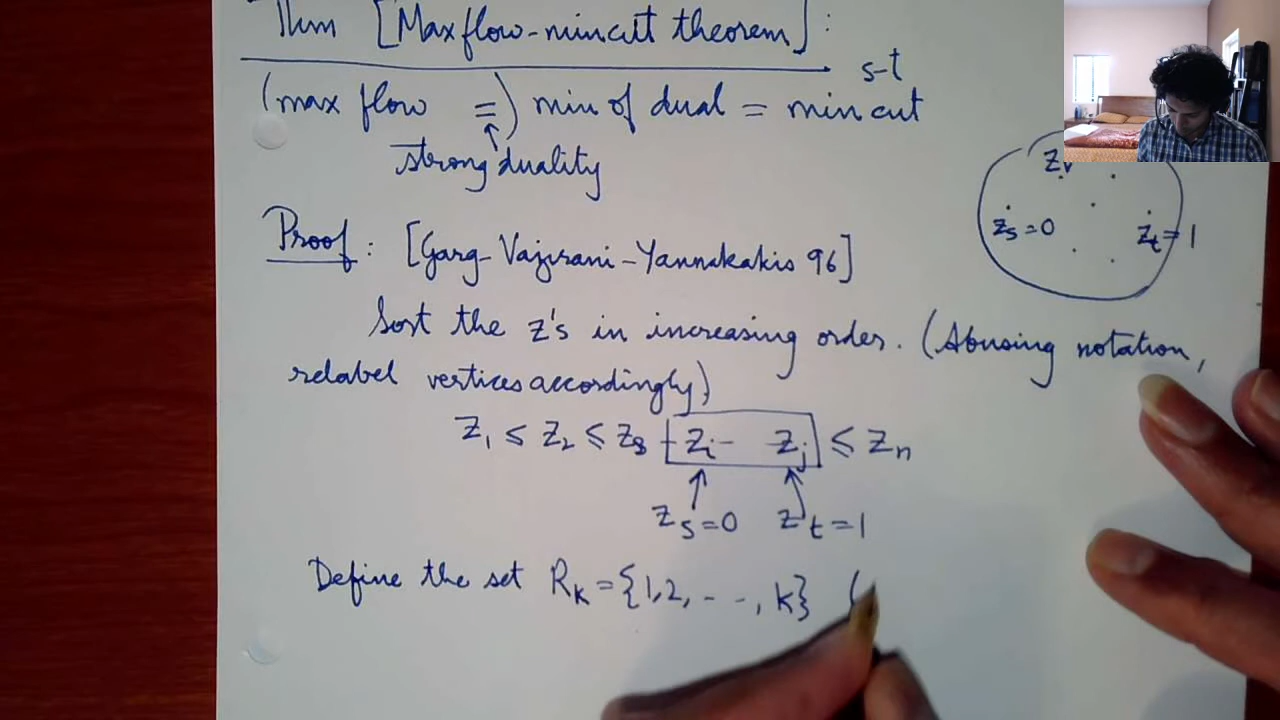 Thm [Maxflow-mincut theorem]:
s-t
(max flow =) min of dual = min cut
strong duality
Zv
Zs=0
Zt=1
Proof: [Garg-Vazirani-Yannakakis 96]
Sort the z's in increasing order. (Abusing notation,
relabel vertices accordingly)
Z1 ≤ Z2 ≤ Z3 - Zi - Zj ≤ Zn
Zs=0 Zt=1
Define the set Rk={1,2, - - -, k} (